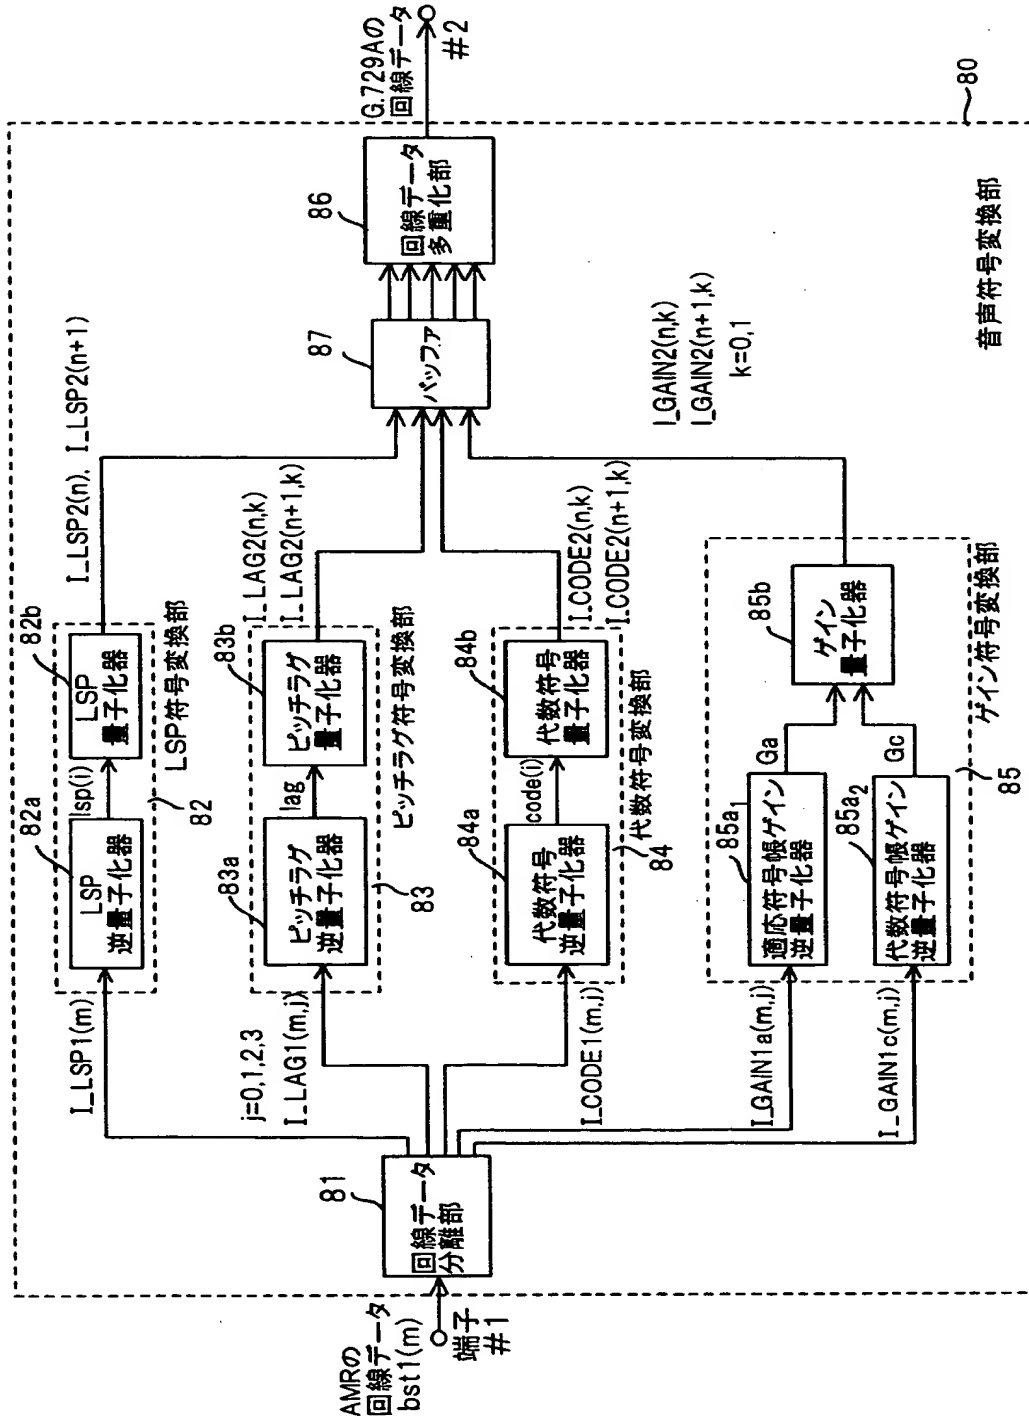 AMRの
回線データ
bst1(m)
端子
#1
81
回線データ
分離部
I_LSP1(m)
j=0,1,2,3
I_LAG1(m,j)
I_CODE1(m,j)
I_GAIN1a(m,j)
I_GAIN1c(m,j)
82a
LSP
逆量子化器
lsp(i)
82b
LSP
量子化器
82
LSP符号変換部
83a
ピッチラグ
逆量子化器
lag
83b
ピッチラグ
量子化器
83
ピッチラグ符号変換部
84a
代数符号
逆量子化器
code(i)
84b
代数符号
量子化器
84
代数符号変換部
85a1
適応符号帳ゲイン
逆量子化器
Ga
85a2
代数符号帳ゲイン
逆量子化器
Gc
85b
ゲイン
量子化器
85
ゲイン符号変換部
I_LSP2(n), I_LSP2(n+1)
I_LAG2(n,k)
I_LAG2(n+1,k)
I_CODE2(n,k)
I_CODE2(n+1,k)
I_GAIN2(n,k)
I_GAIN2(n+1,k)
k=0,1
87
バッファ
86
回線データ
多重化部
G.729Aの
回線データ
#2
80
音声符号変換部